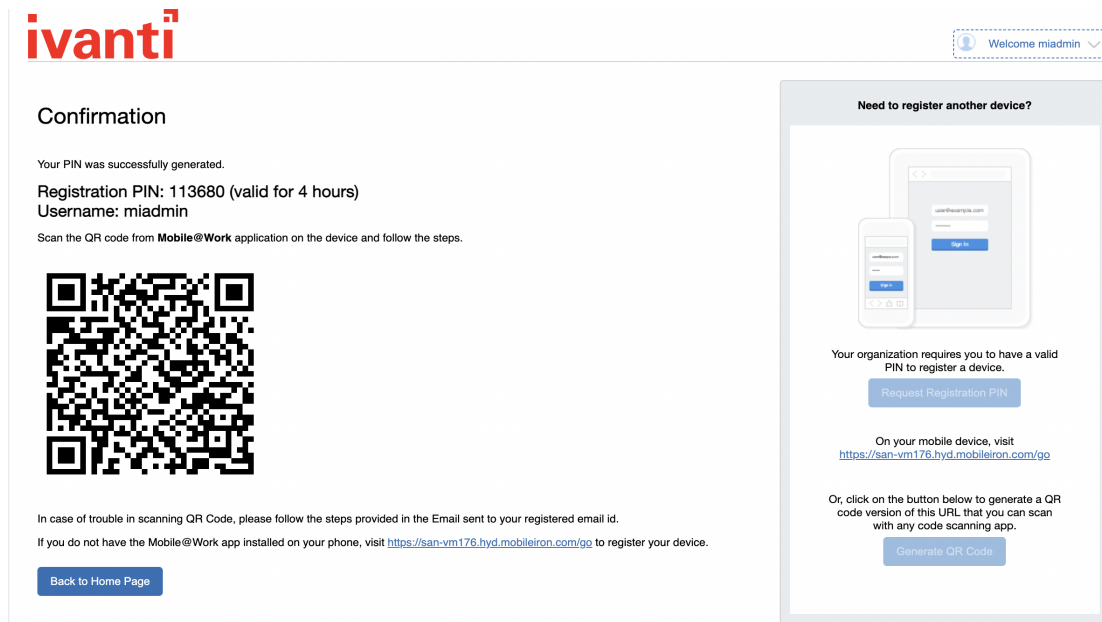 ivanti
Welcome miadmin
Confirmation
Your PIN was successfully generated.
Registration PIN: 113680 (valid for 4 hours)
Username: miadmin
Scan the QR code from Mobile@Work application on the device and follow the steps.
In case of trouble in scanning QR Code, please follow the steps provided in the Email sent to your registered email id.
If you do not have the Mobile@Work app installed on your phone, visit https://san-vm176.hyd.mobileiron.com/go to register your device.
Back to Home Page
Need to register another device?
user@example.com
Sign In
Sign In
Your organization requires you to have a valid
PIN to register a device.
Request Registration PIN
On your mobile device, visit
https://san-vm176.hyd.mobileiron.com/go
Or, click on the button below to generate a QR
code version of this URL that you can scan
with any code scanning app.
Generate QR Code